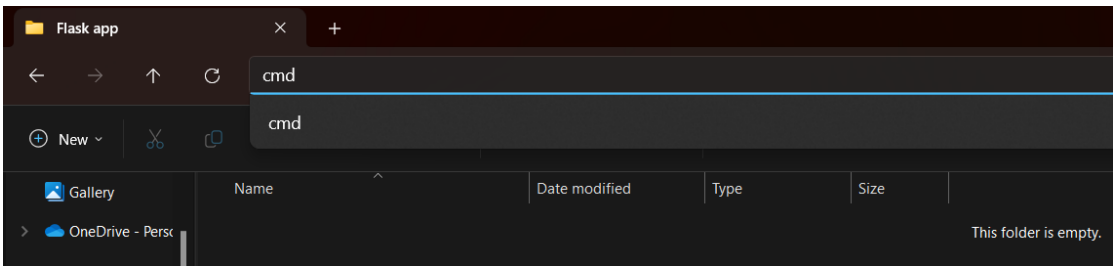 Flask app
cmd
cmd
New
Gallery
Name Date modified Type Size
OneDrive - Perso
This folder is empty.